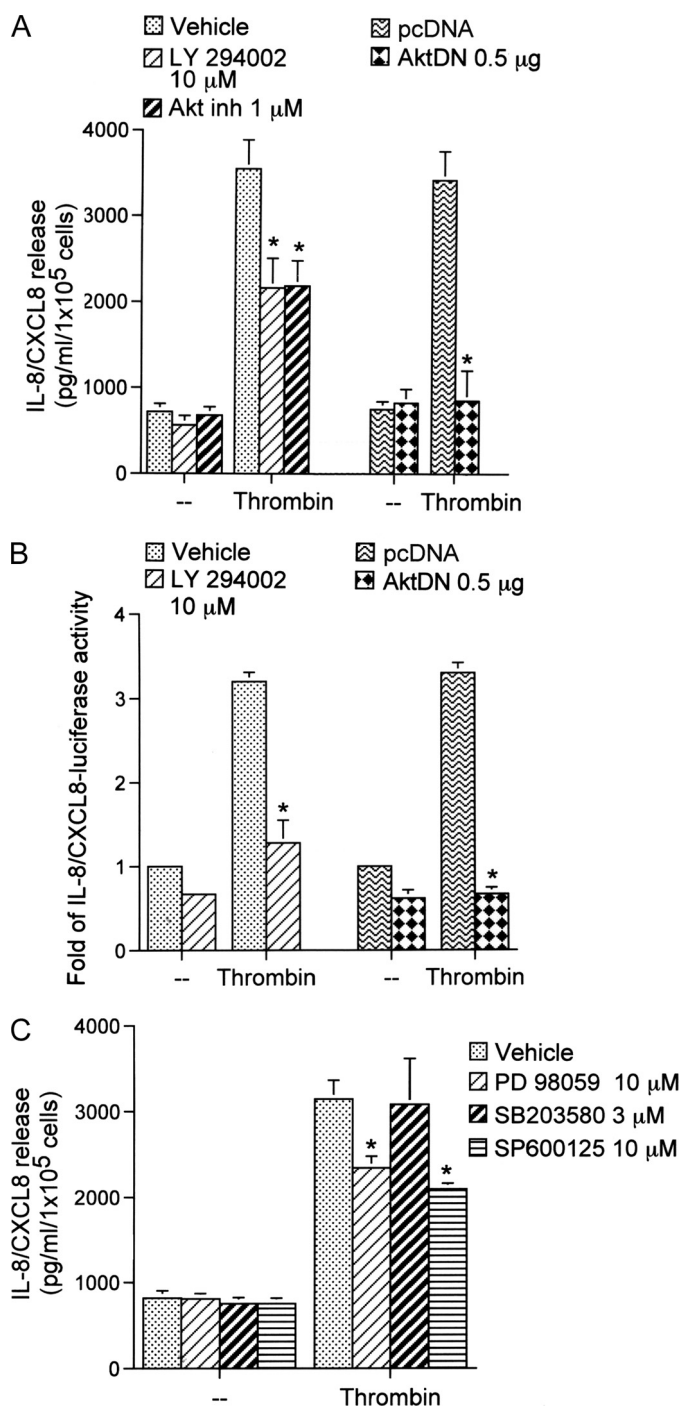 A
Vehicle
LY 294002
10 μM
Akt inh 1 μM
pcDNA
AktDN 0.5 μg
IL-8/CXCL8 release
(pg/ml/1x10⁵ cells)
4000
3000
2000
1000
0
* * *
-- Thrombin -- Thrombin
B
Vehicle
LY 294002
10 μM
pcDNA
AktDN 0.5 μg
Fold of IL-8/CXCL8-luciferase activity
4
3
2
1
0
* *
-- Thrombin -- Thrombin
C
Vehicle
PD 98059 10 μM
SB203580 3 μM
SP600125 10 μM
IL-8/CXCL8 release
(pg/ml/1x10⁵ cells)
4000
3000
2000
1000
0
* *
-- Thrombin